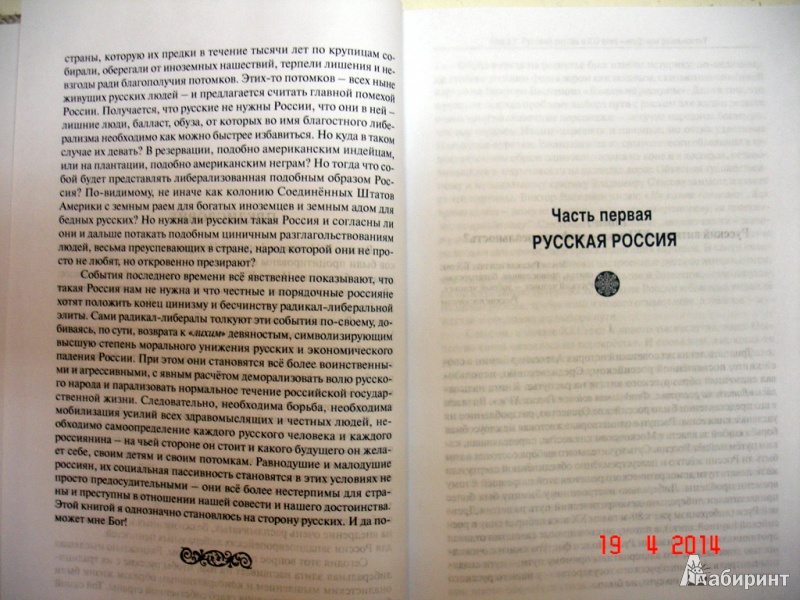 страны, которую их предки в течение тысячи лет по крупицам со-
бирали, оберегали от иноземных нашествий, терпели лишения и не-
взгоды ради благополучия потомков. Этих-то потомков — всех ныне
живущих русских людей — и предлагается считать главной помехой
России. Получается, что русские не нужны России, что они в ней —
лишние люди, балласт, обуза, от которых во имя благостного либе-
рализма необходимо как можно быстрее избавиться. Но куда в таком
случае их девать? В резервации, подобно американским индейцам,
или на плантации, подобно американским неграм? Но тогда что со-
бой будет представлять либерализованная подобным образом Рос-
сия? По-видимому, не иначе как колонию Соединённых Штатов
Америки с земным раем для богатых иноземцев и земным адом для
бедных русских? Но нужна ли русским такая Россия и согласны ли
они и дальше потакать подобным циничным разглагольствованиям
людей, весьма преуспевающих в стране, народ которой они не про-
сто не любят, но откровенно презирают?
События последнего времени всё явственнее показывают, что
такая Россия нам не нужна и что честные и порядочные россияне
хотят положить конец цинизму и бесчинству радикал-либеральной
элиты. Сами радикал-либералы толкуют эти события по-своему, до-
биваясь, по сути, возврата к «лихим» девяностым, символизирующим
высшую степень морального унижения русских и экономического
падения России. При этом они становятся всё более воинственными
и агрессивными, с явным расчётом деморализовать волю русско-
го народа и парализовать нормальное течение российской государ-
ственной жизни. Следовательно, необходима борьба, необходима
мобилизация усилий всех здравомыслящих и честных людей, не-
обходимо самоопределение каждого русского человека и каждого
россиянина — на чьей стороне он стоит и какого будущего он жела-
ет себе, своим детям и своим потомкам. Равнодушие и малодушие
россиян, их социальная пассивность становятся в этих условиях не
просто предосудительными — они всё более нестерпимы для стра-
ны и преступны в отношении нашей совести и нашего достоинства.
Этой книгой я однозначно становлюсь на сторону русских. И да по-
может мне Бог!
Часть первая
РУССКАЯ РОССИЯ
19 4 2014
Лабиринт